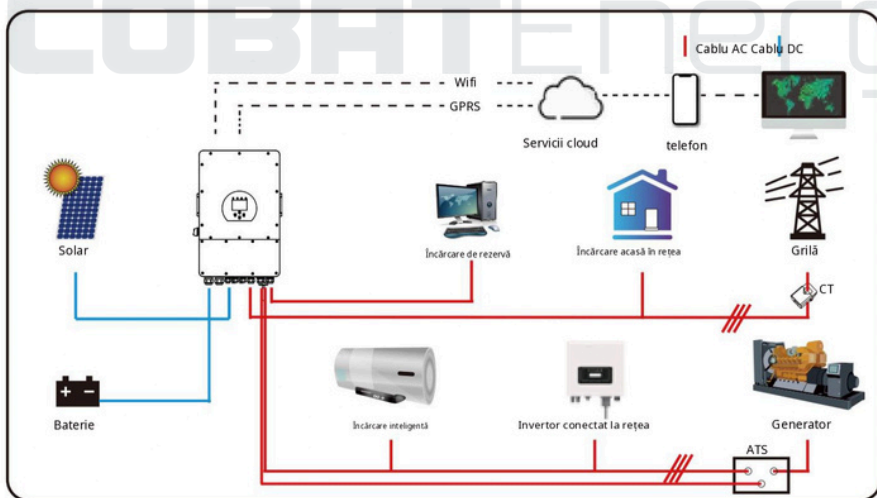 COBATEnerg
Cablu AC Cablu DC
Wifi
GPRS
Servicii cloud
telefon
Solar
Încărcare de rezervă
Încărcare acasă în rețea
Grilă
CT
Baterie
Încărcare inteligentă
Invertor conectat la rețea
Generator
ATS